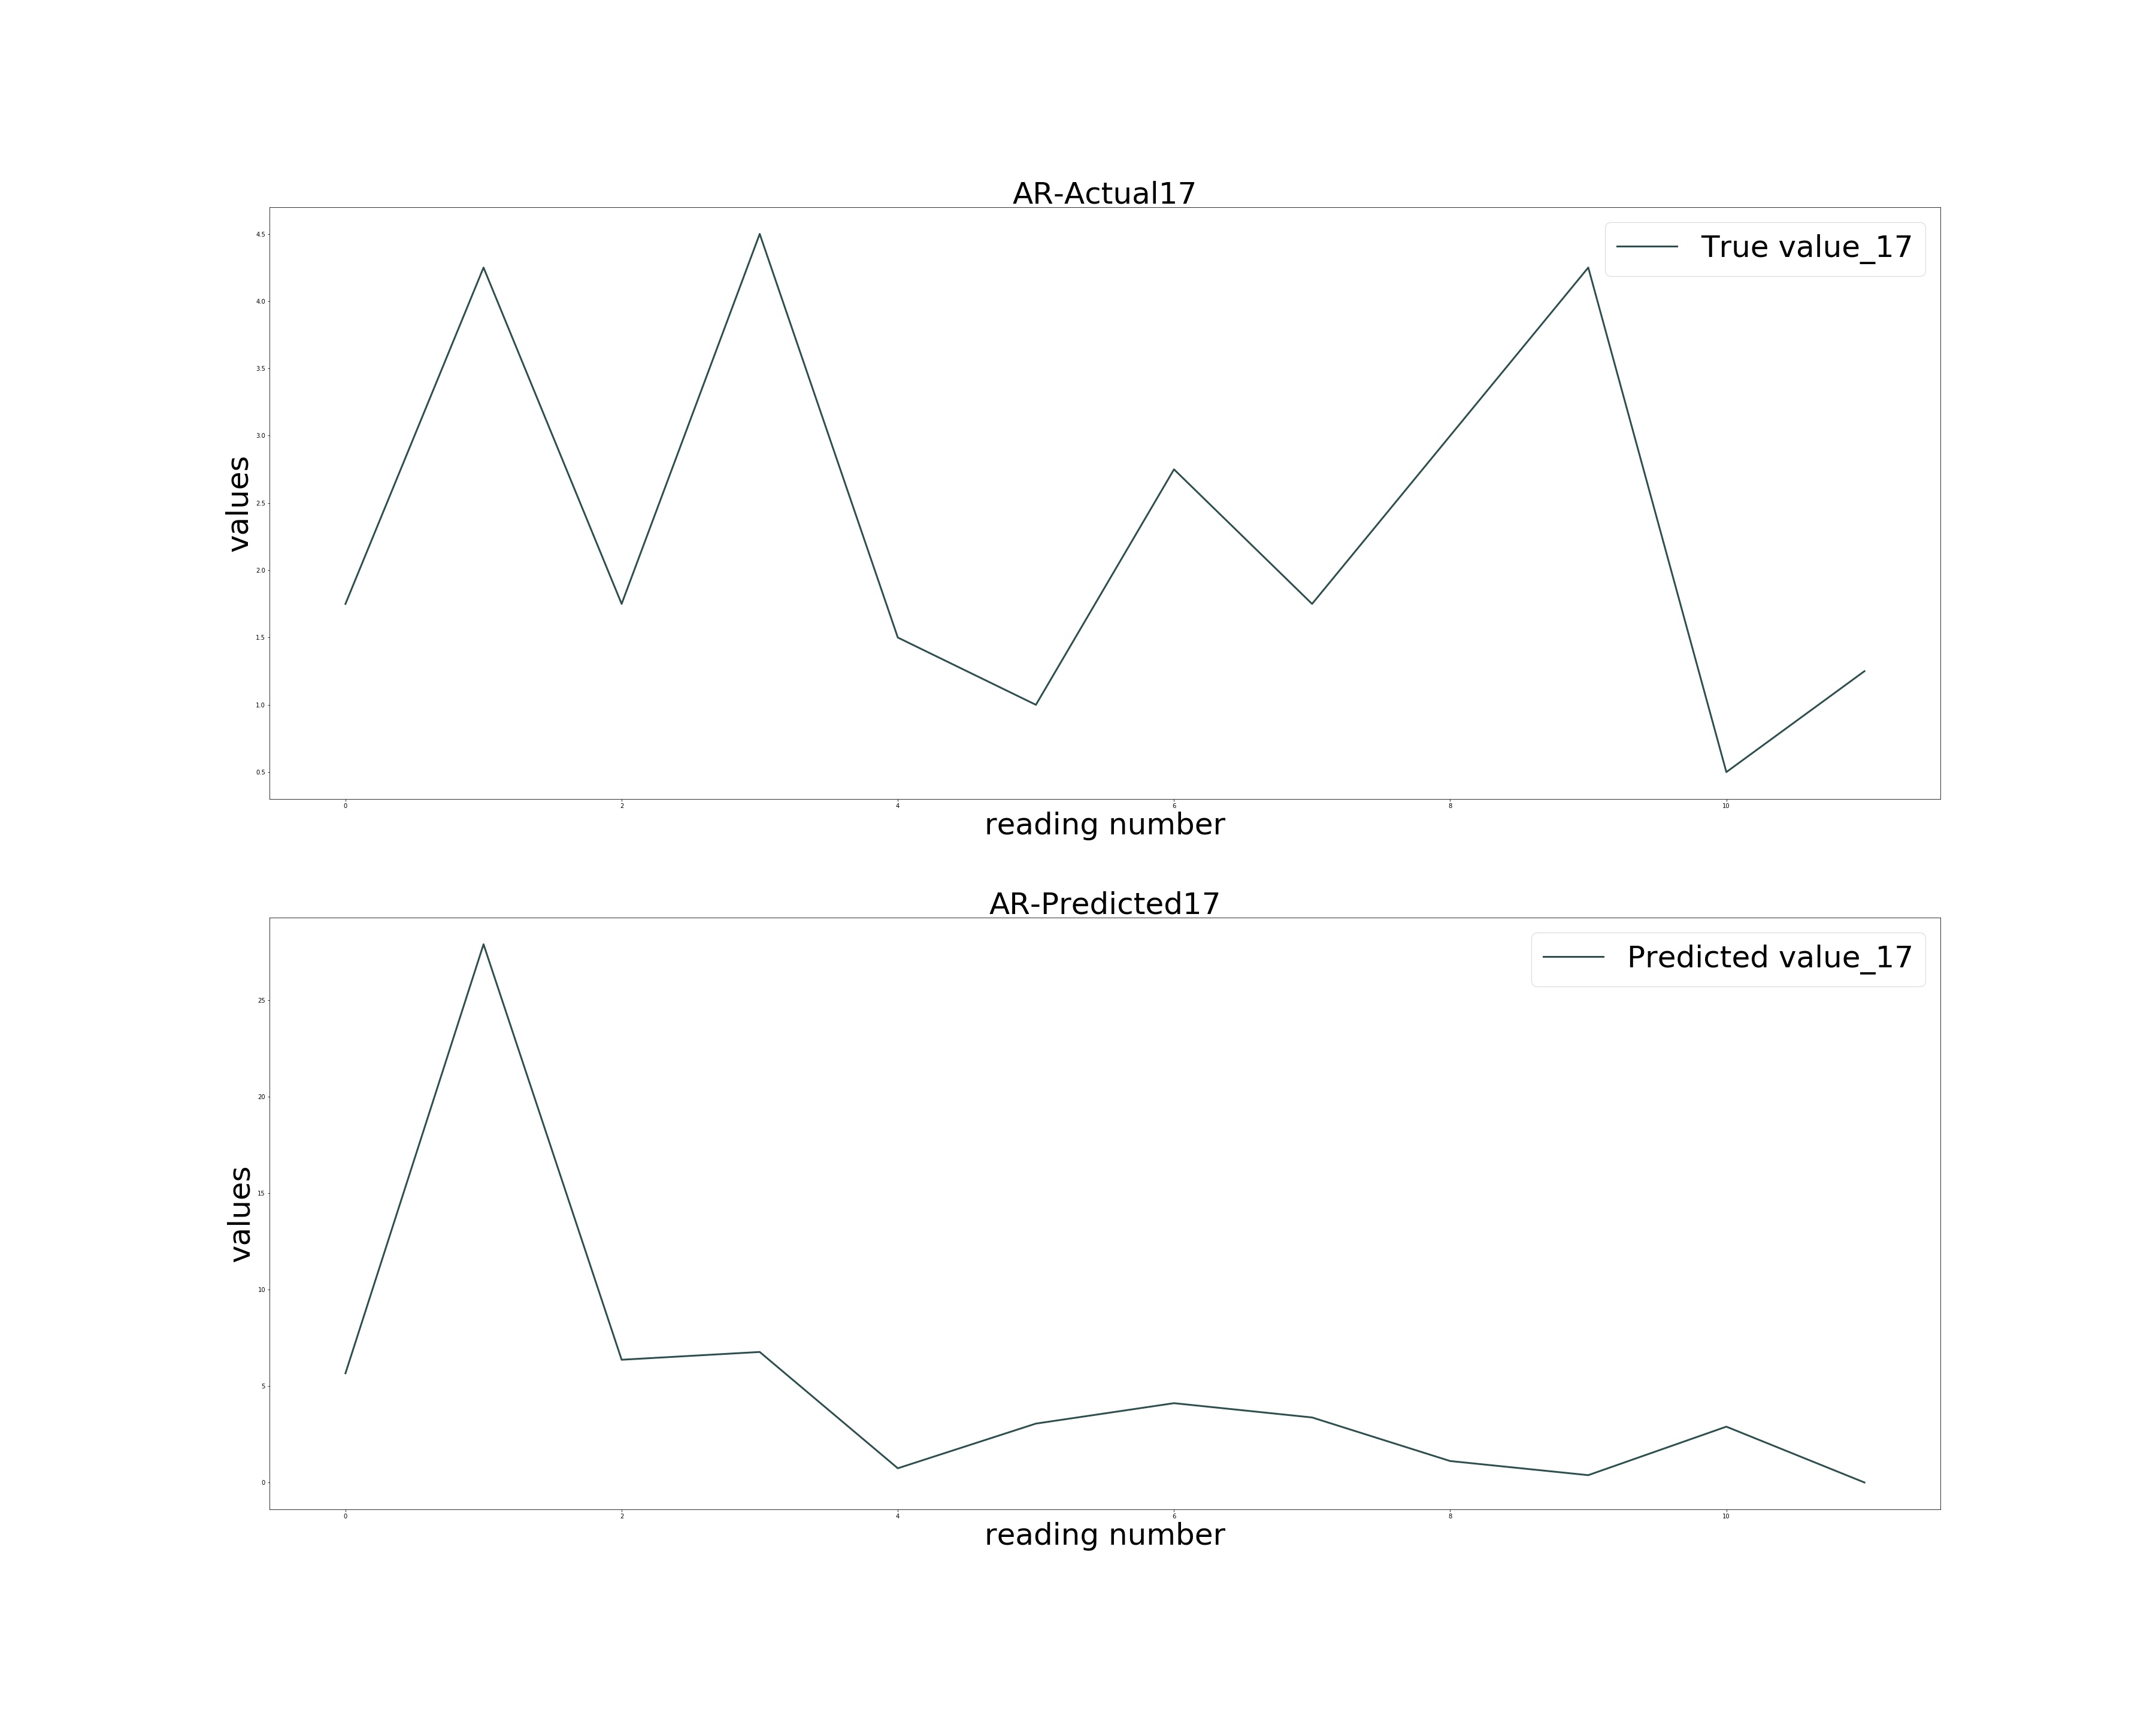 AR-Actual17
True value_17
4.5
4.0
3.5
3.0
2.5
2.0
1.5
1.0
0.5
values
0 2 4 6 8 10
reading number
AR-Predicted17
Predicted value_17
25
20
15
10
5
0
values
0 2 4 6 8 10
reading number